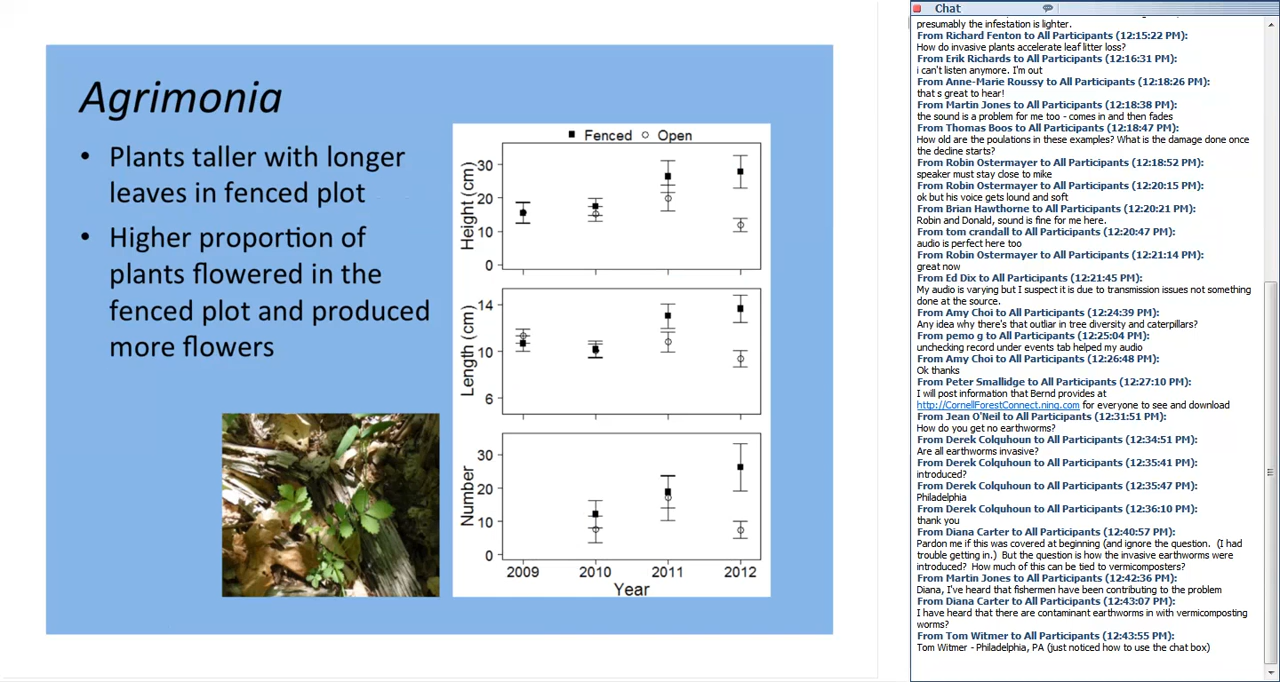 Agrimonia
• Plants taller with longer
leaves in fenced plot
• Higher proportion of
plants flowered in the
fenced plot and produced
more flowers
■ Fenced ○ Open
Height (cm)
30
20
10
0
Length (cm)
14
10
6
Number
30
20
10
0
2009 2010 2011 2012
Year
Chat
presumably the infestation is lighter.
From Richard Fenton to All Participants (12:15:22 PM):
How do invasive plants accelerate leaf litter loss?
From Erik Richards to All Participants (12:16:31 PM):
i can't listen anymore. I'm out
From Anne-Marie Roussy to All Participants (12:18:26 PM):
that s great to hear!
From Martin Jones to All Participants (12:18:38 PM):
the sound is a problem for me too - comes in and then fades
From Thomas Boos to All Participants (12:18:47 PM):
How old are the poulations in these examples? What is the damage done once
the decline starts?
From Robin Ostermayer to All Participants (12:18:52 PM):
speaker must stay close to mike
From Robin Ostermayer to All Participants (12:20:15 PM):
ok but his voice gets lound and soft
From Brian Hawthorne to All Participants (12:20:21 PM):
Robin and Donald, sound is fine for me here.
From tom crandall to All Participants (12:20:47 PM):
audio is perfect here too
From Robin Ostermayer to All Participants (12:21:14 PM):
great now
From Ed Dix to All Participants (12:21:45 PM):
My audio is varying but I suspect it is due to transmission issues not something
done at the source.
From Amy Choi to All Participants (12:24:39 PM):
Any idea why there's that outlar in tree diversity and caterpillars?
From pemo g to All Participants (12:25:04 PM):
unchecking record under events tab helped my audio
From Amy Choi to All Participants (12:26:48 PM):
Ok thanks
From Peter Smallidge to All Participants (12:27:10 PM):
I will post information that Bernd provides at
http://CornellForestConnect.ning.com for everyone to see and download
From Jean O'Neil to All Participants (12:31:51 PM):
How do you get no earthworms?
From Derek Colquhoun to All Participants (12:34:51 PM):
Are all earthworms invasive?
From Derek Colquhoun to All Participants (12:35:41 PM):
introduced?
From Derek Colquhoun to All Participants (12:35:47 PM):
Philadelphia
From Derek Colquhoun to All Participants (12:36:10 PM):
thank you
From Diana Carter to All Participants (12:40:57 PM):
Pardon me if this was covered at beginning (and ignore the question. (I had
trouble getting in.) But the question is how the invasive earthworms were
introduced? How much of this can be tied to vermicomposters?
From Martin Jones to All Participants (12:42:36 PM):
Diana, I've heard that fishermen have been contributing to the problem
From Diana Carter to All Participants (12:43:07 PM):
I have heard that there are contaminant earthworms in with vermicomposting
worms?
From Tom Witmer to All Participants (12:43:55 PM):
Tom Witmer - Philadelphia, PA (just noticed how to use the chat box)